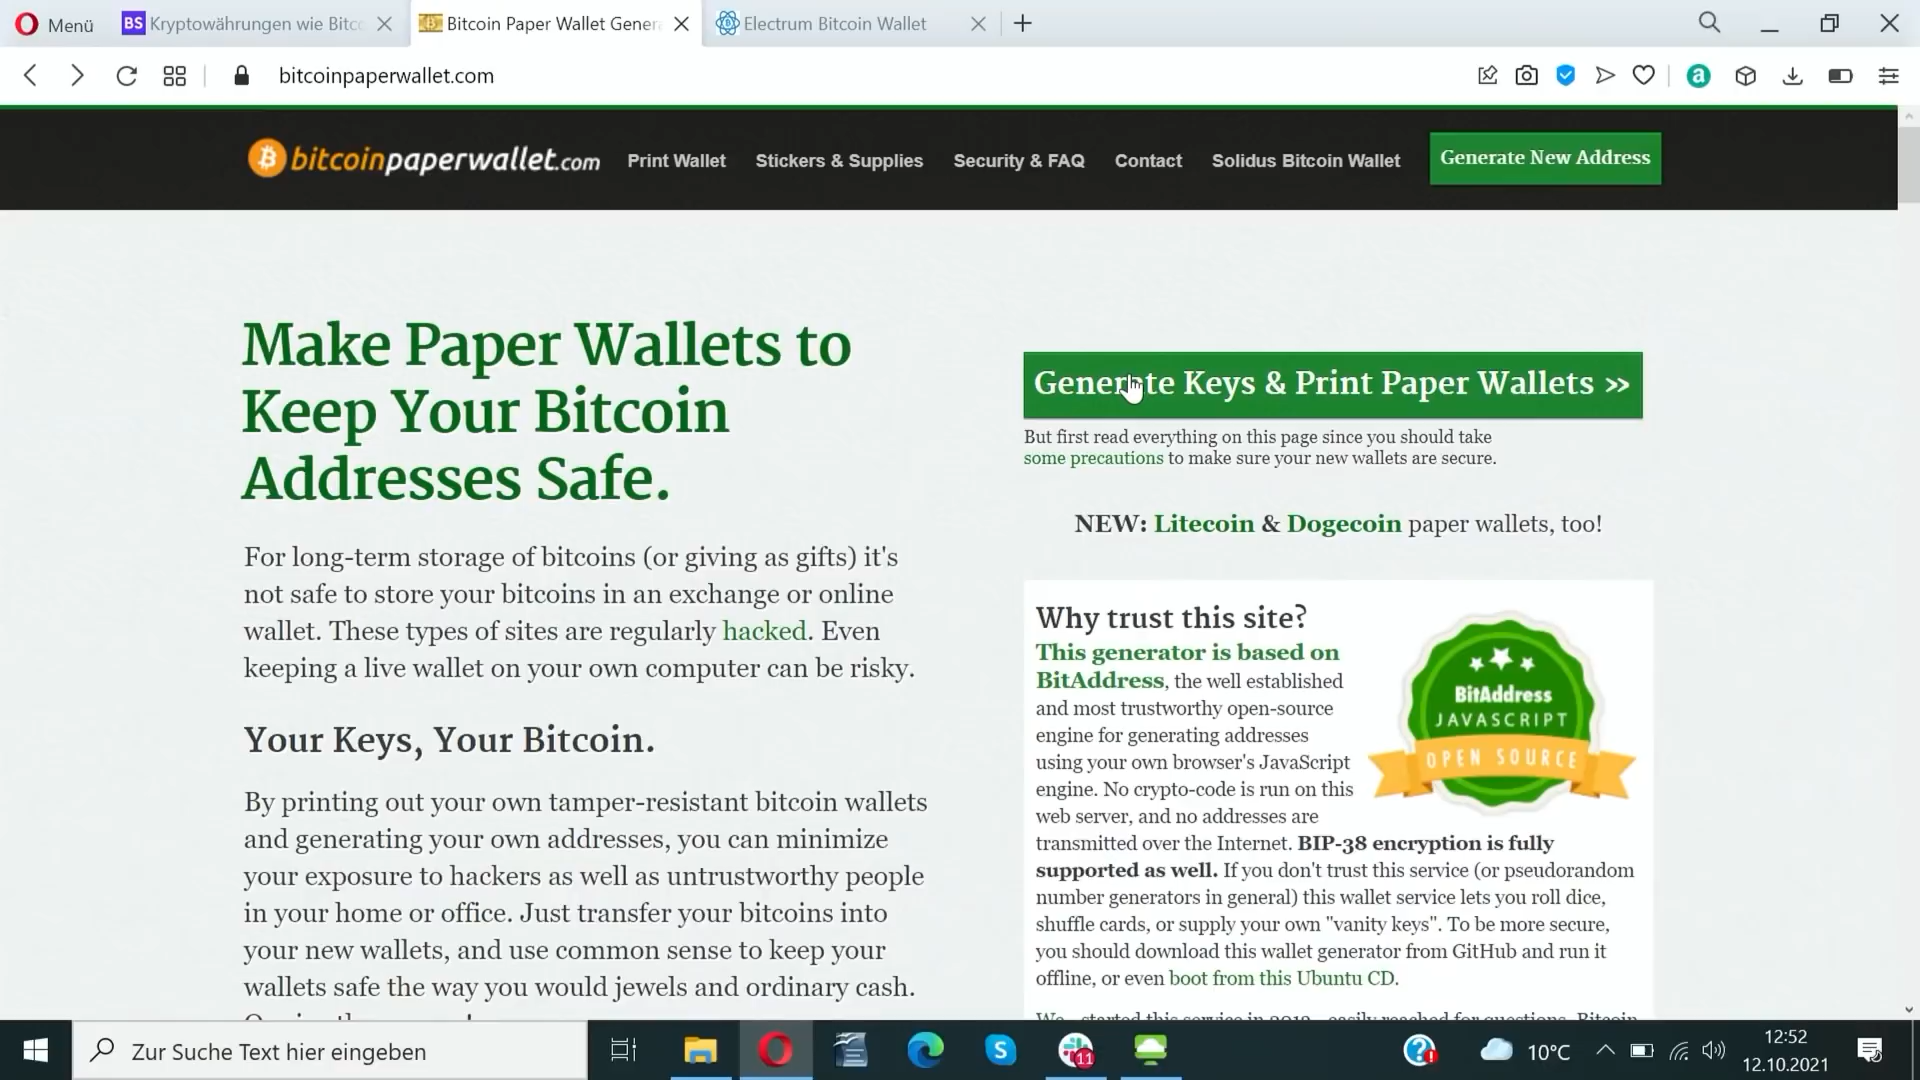 Menü
BS Kryptowährungen wie Bitco
Bitcoin Paper Wallet Genera
Electrum Bitcoin Wallet
bitcoinpaperwallet.com
a
bitcoinpaperwallet.com
Print Wallet
Stickers & Supplies
Security & FAQ
Contact
Solidus Bitcoin Wallet
Generate New Address
Make Paper Wallets to
Keep Your Bitcoin
Addresses Safe.
For long-term storage of bitcoins (or giving as gifts) it's
not safe to store your bitcoins in an exchange or online
wallet. These types of sites are regularly hacked. Even
keeping a live wallet on your own computer can be risky.
Your Keys, Your Bitcoin.
By printing out your own tamper-resistant bitcoin wallets
and generating your own addresses, you can minimize
your exposure to hackers as well as untrustworthy people
in your home or office. Just transfer your bitcoins into
your new wallets, and use common sense to keep your
wallets safe the way you would jewels and ordinary cash.
Generate Keys & Print Paper Wallets >>
But first read everything on this page since you should take
some precautions to make sure your new wallets are secure.
NEW: Litecoin & Dogecoin paper wallets, too!
Why trust this site?
This generator is based on
BitAddress, the well established
and most trustworthy open-source
engine for generating addresses
using your own browser's JavaScript
engine. No crypto-code is run on this
web server, and no addresses are
transmitted over the Internet. BIP-38 encryption is fully
supported as well. If you don't trust this service (or pseudorandom
number generators in general) this wallet service lets you roll dice,
shuffle cards, or supply your own "vanity keys". To be more secure,
you should download this wallet generator from GitHub and run it
offline, or even boot from this Ubuntu CD.
BitAddress
JAVASCRIPT
OPEN SOURCE
Zur Suche Text hier eingeben
11
10°C
12:52
12.10.2021